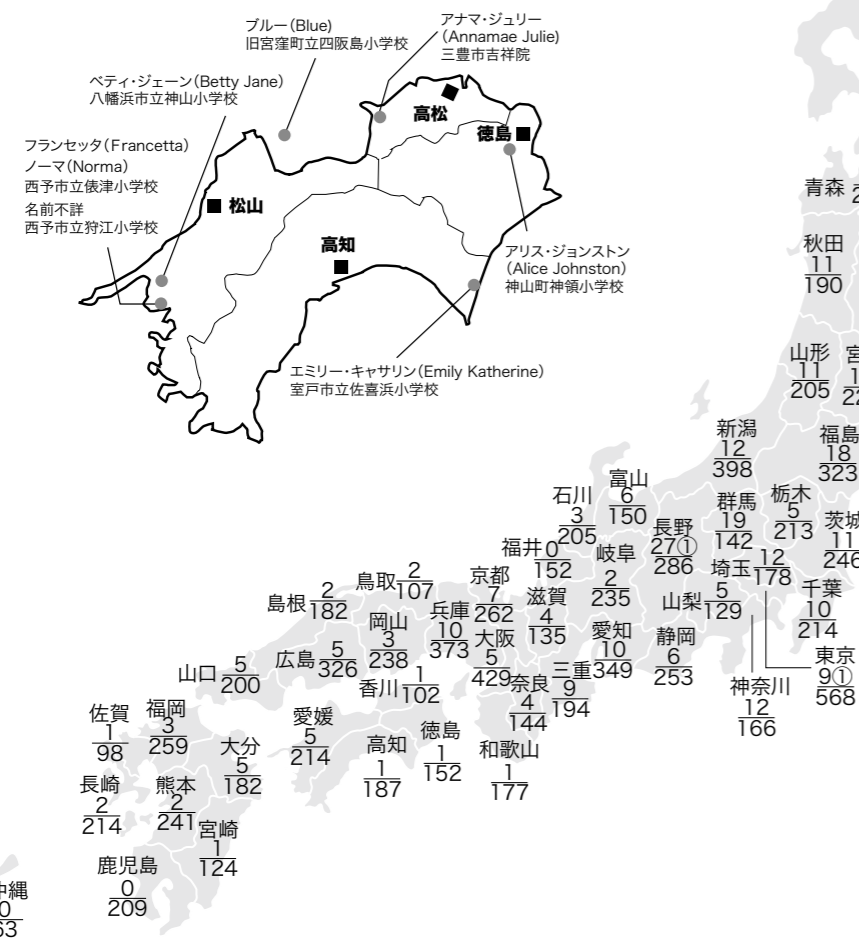 ブルー(Blue)
旧宮窪町立四阪島小学校
アナマ・ジュリー
(Annamae Julie)
三豊市吉祥院
ベティ・ジェーン(Betty Jane)
八幡浜市立神山小学校
フランセッタ(Francetta)
ノーマ(Norma)
西予市立俵津小学校
名前不詳
西予市立狩江小学校
高松
徳島
松山
高知
アリス・ジョンストン
(Alice Johnston)
神山町神領小学校
エミリー・キャサリン(Emily Katherine)
室戸市立佐喜浜小学校
青森
秋田
11
190
山形
11
205
新潟
12
398
福島
18
323
富山
6
150
石川
3
205
群馬
19
142
栃木
5
213
茨城
11
246
長野
27①
286
福井
0
152
岐阜
2
235
埼玉
12
178
千葉
10
214
山梨
5
129
東京
9①
568
神奈川
12
166
静岡
6
253
愛知
10
349
滋賀
4
135
京都
7
262
三重
9
194
奈良
4
144
和歌山
1
177
大阪
5
429
兵庫
10
373
鳥取
2
107
島根
2
182
岡山
3
238
広島
5
326
山口
5
200
香川
1
102
徳島
1
152
愛媛
5
214
高知
1
187
福岡
3
259
佐賀
1
98
長崎
2
214
大分
5
182
熊本
2
241
宮崎
1
124
鹿児島
0
209
沖縄
0
63